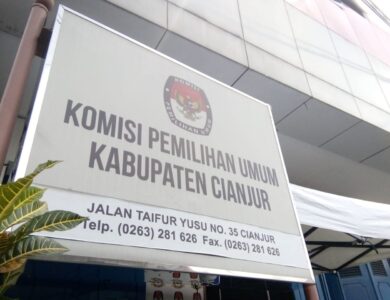 KOMISI PEMILIHAN UMUM
KABUPATEN CIANJUR
JALAN TAIFUR YUSU NO. 35 CIANJUR
Telp. (0263) 281 626 Fax. (0263) 281 626